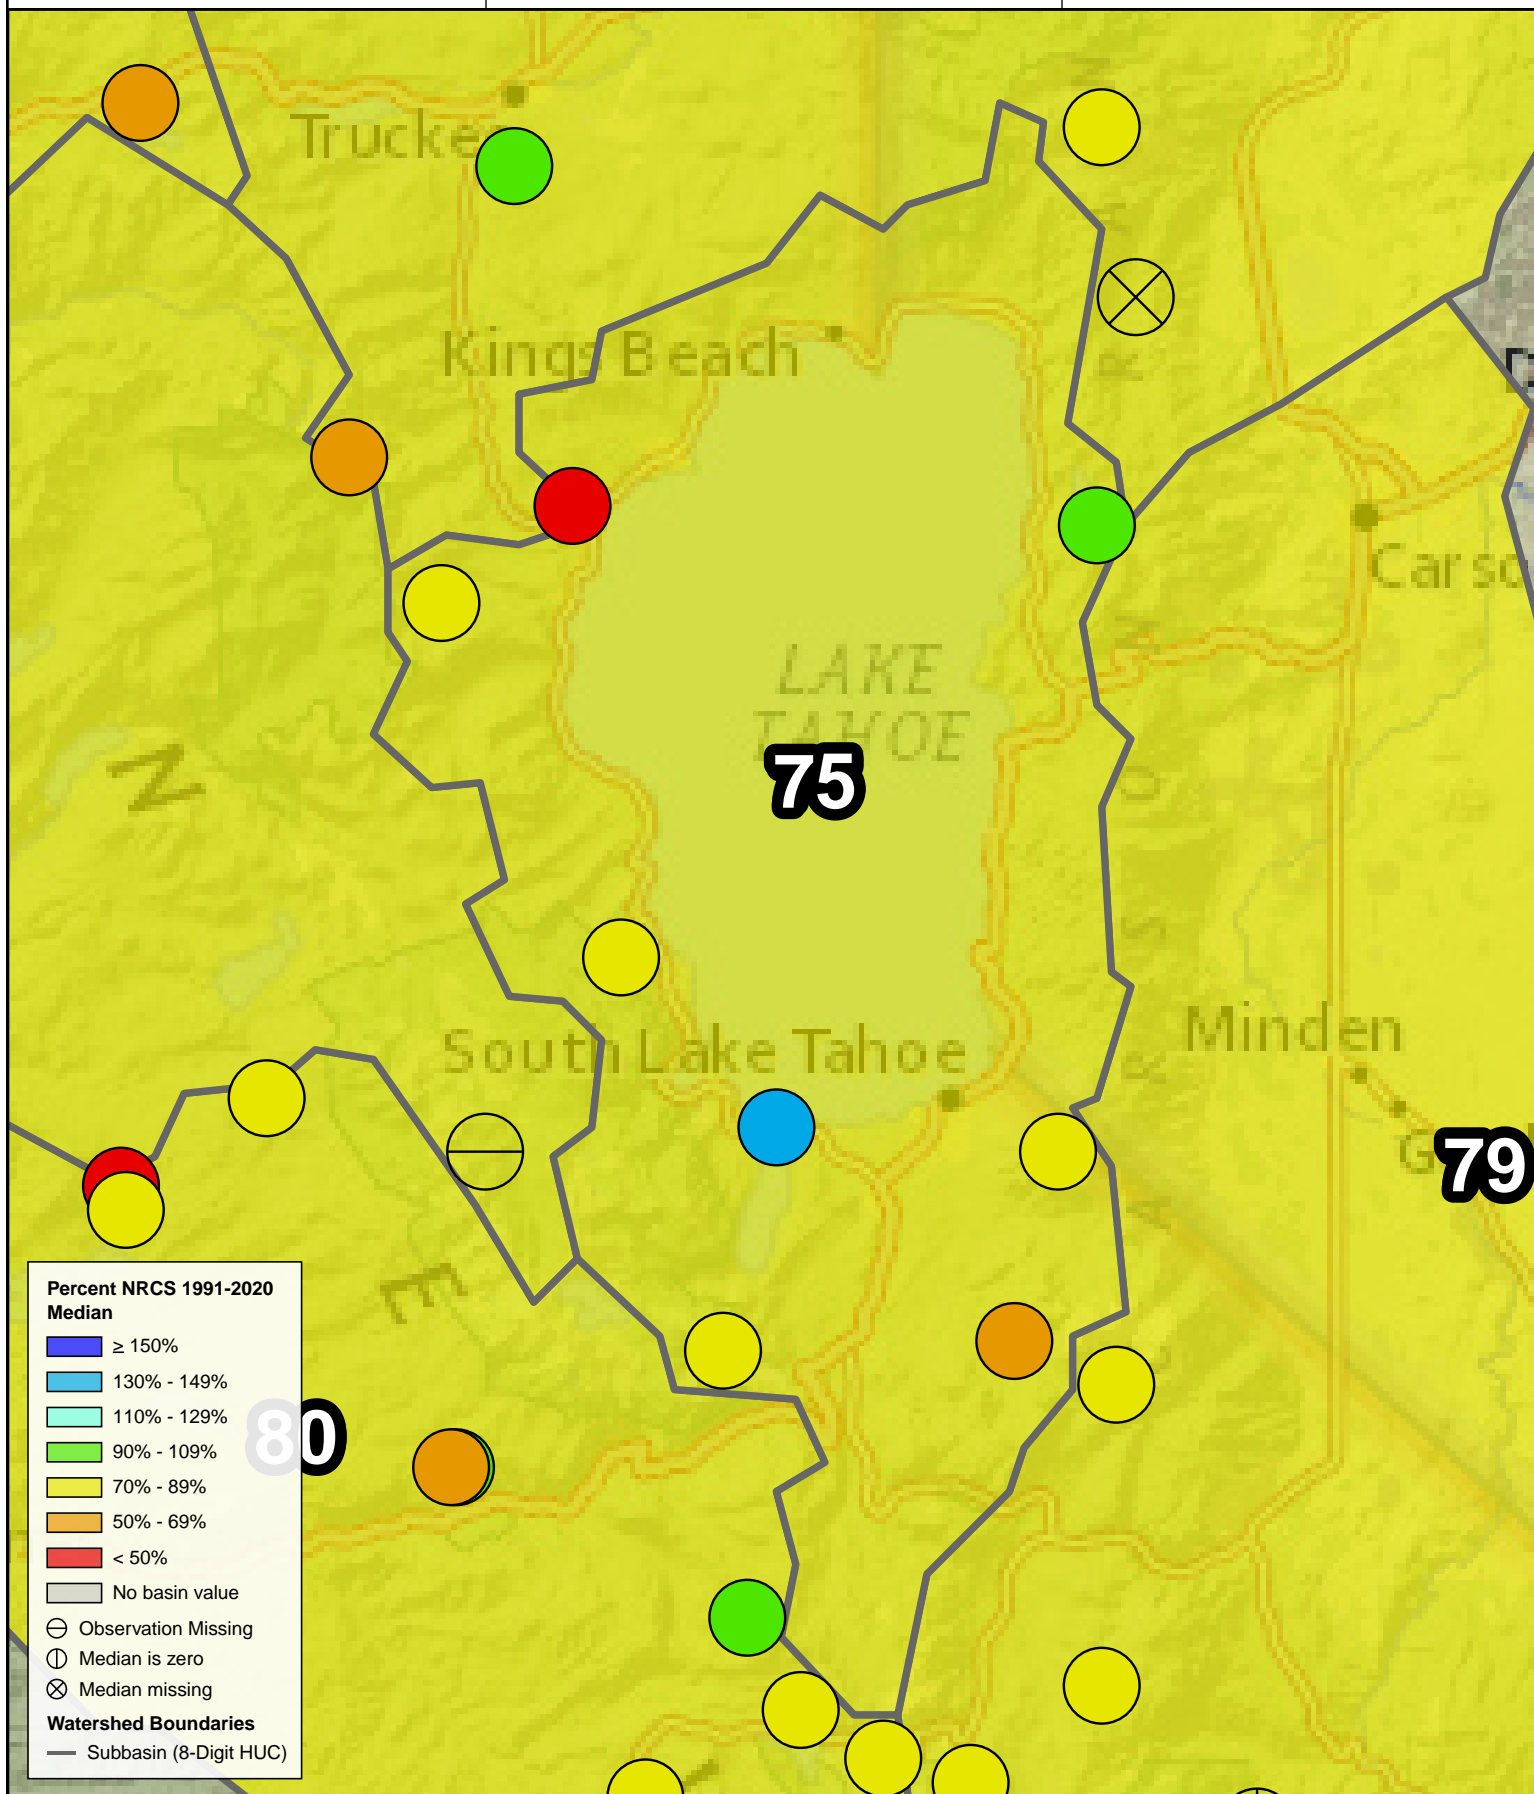 Trucke
Kings Beach
LAKE
TAHOE
75
Carso
N
South Lake Tahoe
Minden
G
79
E
80
Percent NRCS 1991-2020
Median
≥ 150%
130% - 149%
110% - 129%
90% - 109%
70% - 89%
50% - 69%
< 50%
No basin value
Observation Missing
Median is zero
Median missing
Watershed Boundaries
Subbasin (8-Digit HUC)